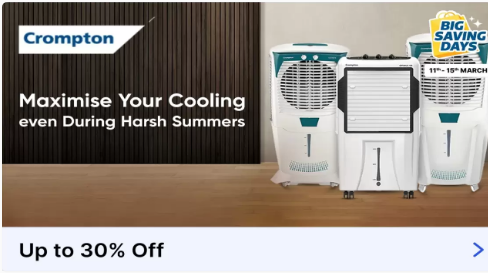 Crompton
BIG
SAVING
DAYS
11th - 15th MARCH
Maximise Your Cooling
even During Harsh Summers
Up to 30% Off